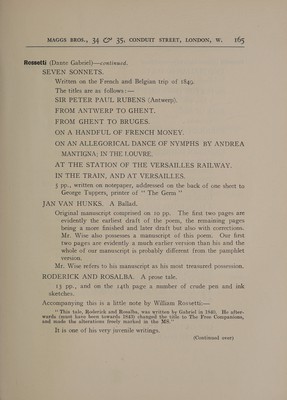 MAGGS BROS., 34 & 35, CONDUIT STREET, LONDON, W. 165
Rossetti (Dante Gabriel)—continued.
SEVEN SONNETS.
Written on the French and Belgian trip of 1849.
The titles are as follows:—
SIR PETER PAUL RUBENS (Antwerp).
FROM ANTWERP TO GHENT.
FROM GHENT TO BRUGES.
ON A HANDFUL OF FRENCH MONEY.
ON AN ALLEGORICAL DANCE OF NYMPHS BY ANDREA
MANTIGNA; IN THE LOUVRE.
AT THE STATION OF THE VERSAILLES RAILWAY.
IN THE TRAIN, AND AT VERSAILLES.
5 pp., written on notepaper, addressed on the back of one sheet to
George Tuppers, printer of "The Germ"
JAN VAN HUNKS. A Ballad.
Original manuscript comprised on 12 pp. The first two pages are
evidently the earliest draft of the poem, the remaining pages
being a more finished and later draft but also with corrections.
Mr. Wise also possesses a manuscript of this poem. Our first
two pages are evidently a much earlier version than his and the
whole of our manuscript is probably different from the pamphlet
version.
Mr. Wise refers to his manuscript as his most treasured possession.
RODERICK AND ROSALBA. A prose tale.
13 pp., and on the 14th page a number of crude pen and ink
sketches.
Accompanying this is a little note by William Rossetti:—
"This tale, Roderick and Rosalba, was written by Gabriel in 1840. He after-
wards (must have been towards 1843) changed the title to The Free Companions,
and made the alterations freely marked in the MS."
It is one of his very juvenile writings.
(Continued over)